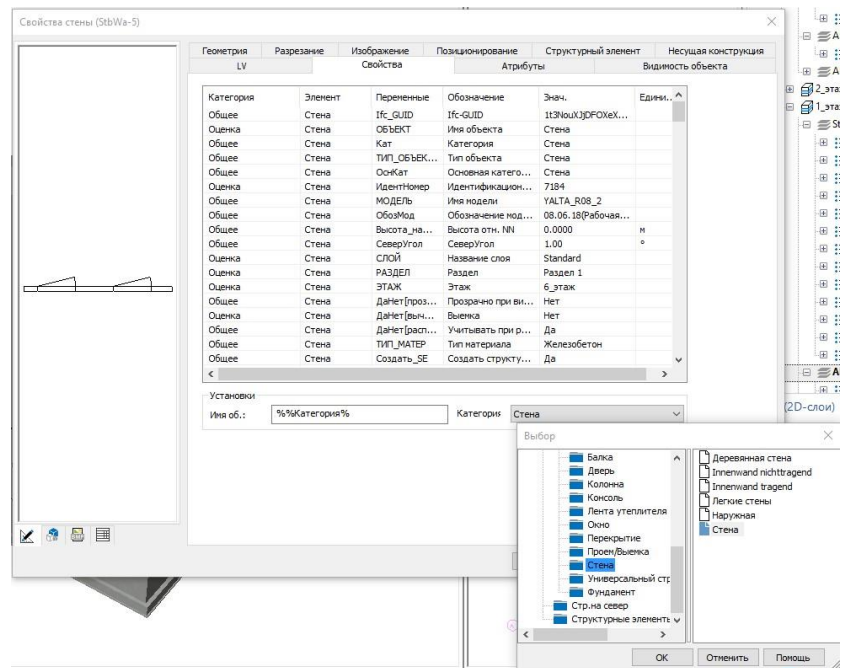 Свойства стены (StbWa-5)
Геометрия Разрезание Изображение Позиционирование Структурный элемент Несущая конструкция
LV Свойства Атрибуты Видимость объекта
Категория Элемент Переменные Обозначение Знач. Едини...
Общее Стена Ifc_GUID Ifc-GUID 1t3NouXJjDFOXeX...
Оценка Стена ОБЪЕКТ Имя объекта Стена
Общее Стена Кат Категория Стена
Общее Стена ТИП_ОБЪЕК... Тип объекта Стена
Общее Стена ОснКат Основная катего... Стена
Оценка Стена ИдентНомер Идентификацион... 7184
Оценка Стена МОДЕЛЬ Имя модели YALTA_R08_2
Общее Стена ОбозМод Обозначение мод... 08.06.18(Рабочая...
Общее Стена Высота_на... Высота отн. NN 0.0000 м
Общее Стена СеверУгол СеверУгол 1.00 °
Оценка Стена СЛОЙ Название слоя Standard
Оценка Стена РАЗДЕЛ Раздел Раздел 1
Оценка Стена ЭТАЖ Этаж 6_этаж
Общее Стена ДаНет[проз... Прозрачно при ви... Нет
Общее Стена ДаНет[выч... Выемка Нет
Общее Стена ДаНет[расп... Учитывать при р... Да
Общее Стена ТИП_МАТЕР Тип материала Железобетон
Общее Стена Создать_SE Создать структу... Да
Установки
Имя об.: %%Категория% Категория Стена
A
A
A
2_эта
1_эта
St
A
(2D-слои)
Выбор
Балка
Дверь
Колонна
Консоль
Лента утеплителя
Окно
Перекрытие
Проем/Выемка
Стена
Универсальный стр
Фундамент
Стр.на север
Структурные элементь
Деревянная стена
Innenwand nichttragend
Innenwand tragend
Легкие стены
Наружная
Стена
OK Отменить Помощь